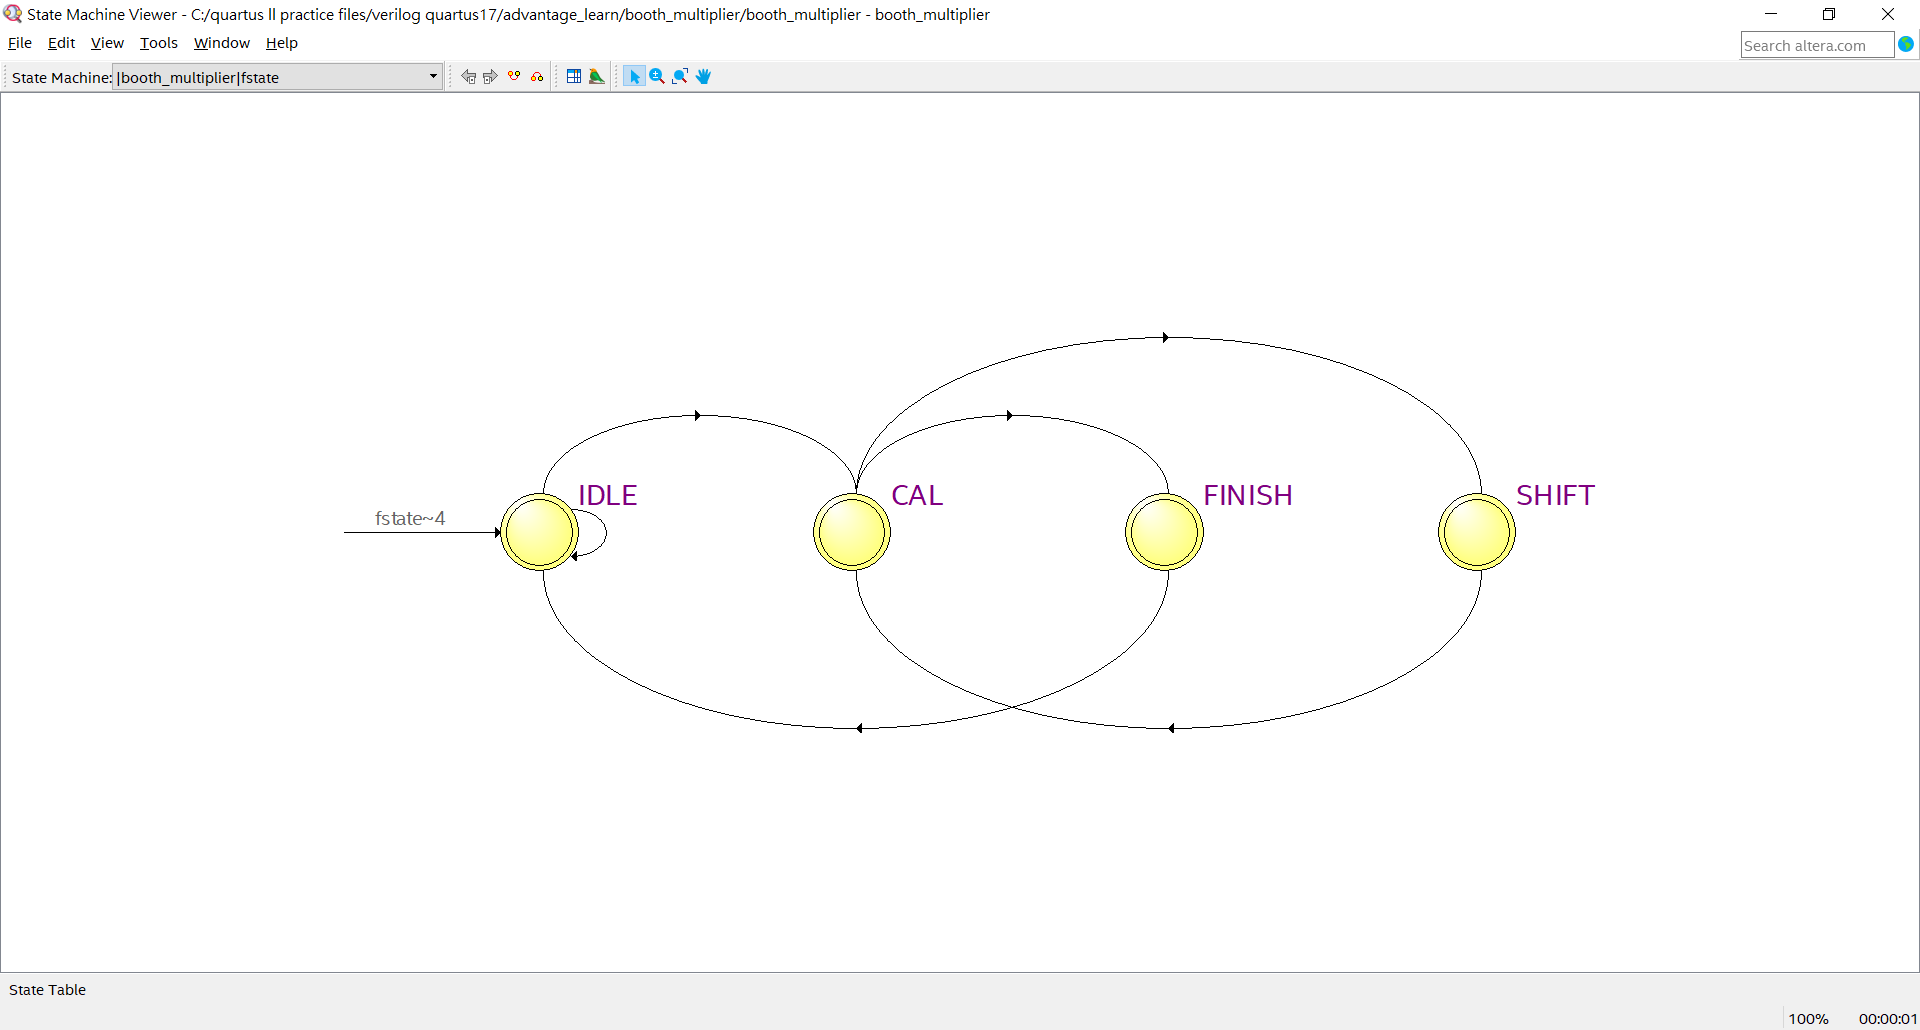 State Machine Viewer - C:/quartus ll practice files/verilog quartus17/advantage_learn/booth_multiplier/booth_multiplier - booth_multiplier
File Edit View Tools Window Help
Search altera.com
State Machine: |booth_multiplier|fstate
IDLE CAL FINISH SHIFT
fstate~4
State Table
100% 00:00:01